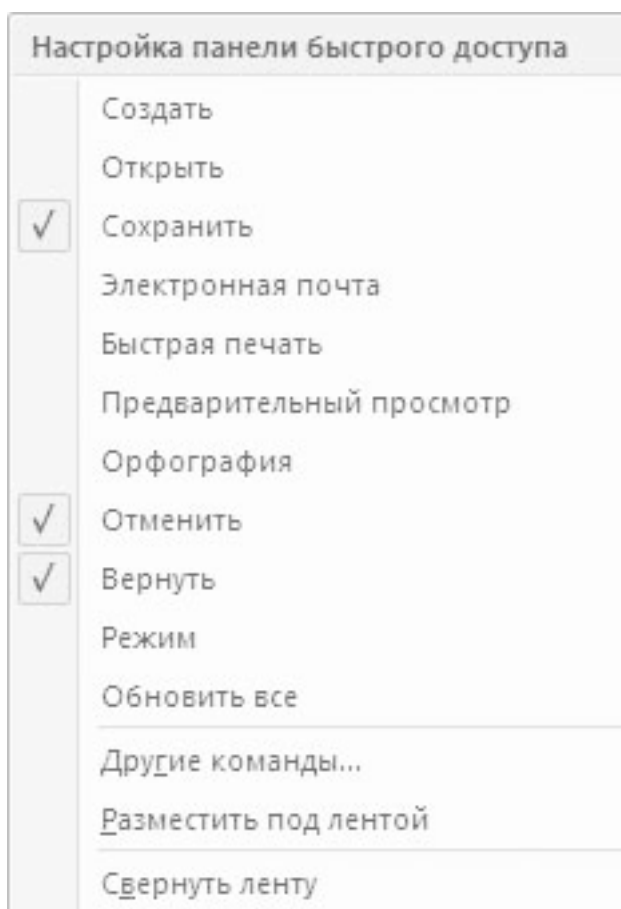 Настройка панели быстрого доступа
Создать
Открыть
Сохранить
Электронная почта
Быстрая печать
Предварительный просмотр
Орфография
Отменить
Вернуть
Режим
Обновить все
Другие команды...
Разместить под лентой
Свернуть ленту